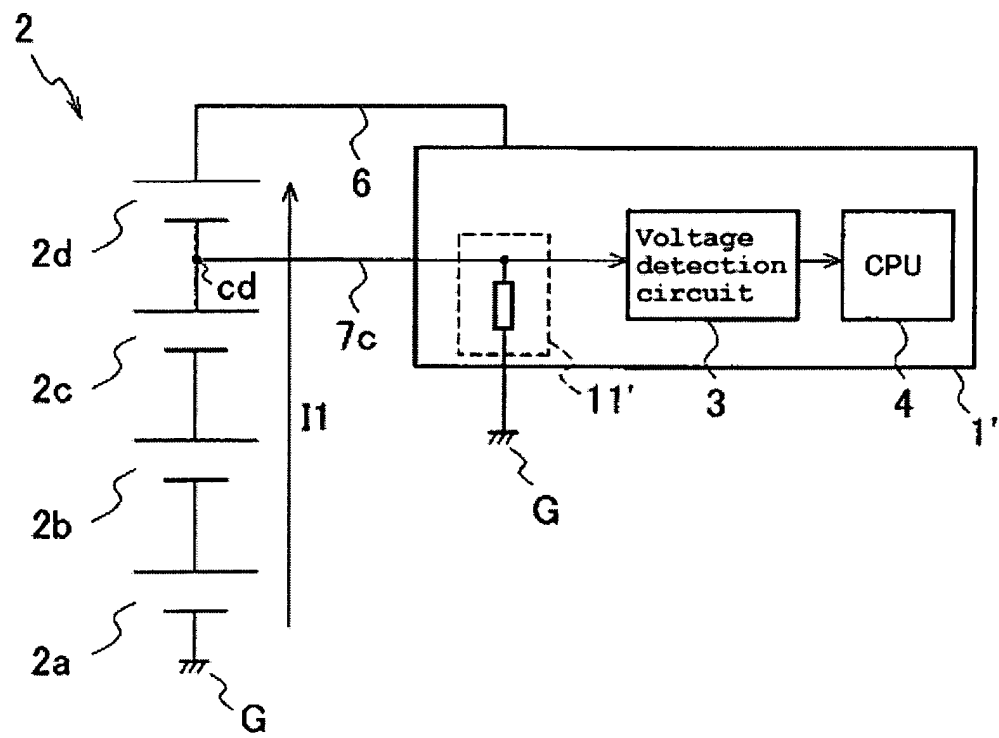 2
6
2d
cd
7c
Voltage
detection
circuit
CPU
2c
I1
11'
3
4
1'
G
2b
2a
G